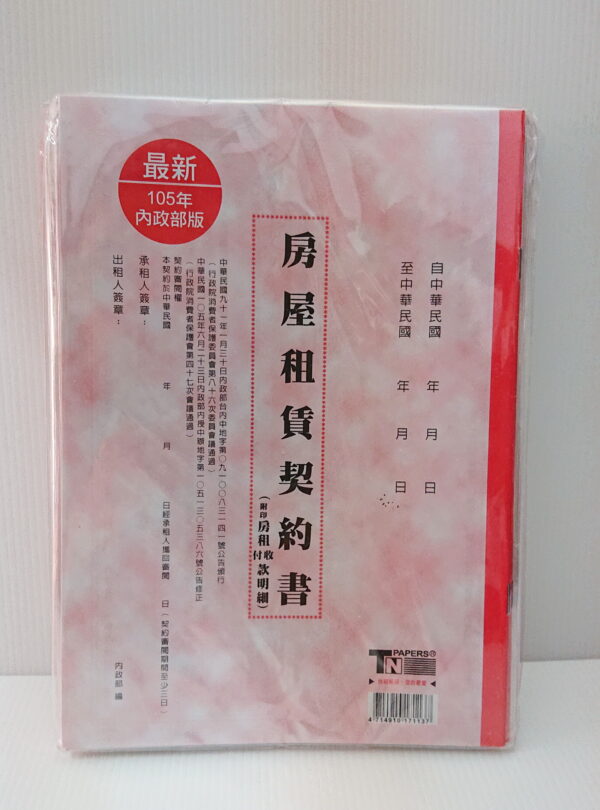 最新
105年
內政部版
自中華民國 年 月 日
至中華民國 年 月 日
房屋租賃契約書
(附印房租收付款明細)
中華民國九十一年一月三十日內政部台內中地字第○九一○○八三一四一號公告頒行
(行政院消費者保護委員會第八十六次委員會議通過)
中華民國一○五年六月二十三日內政部內授中辦地字第一○五一三○五三八六號公告修正
(行政院消費者保護會第四十七次會議通過)
契約審閱權
本契約於中華民國 年 月 日經承租人攜回審閱 日(契約審閱期間至少三日)
承租人簽章：
出租人簽章：
內政部 編
TN PAPERS®
4 714910 171137